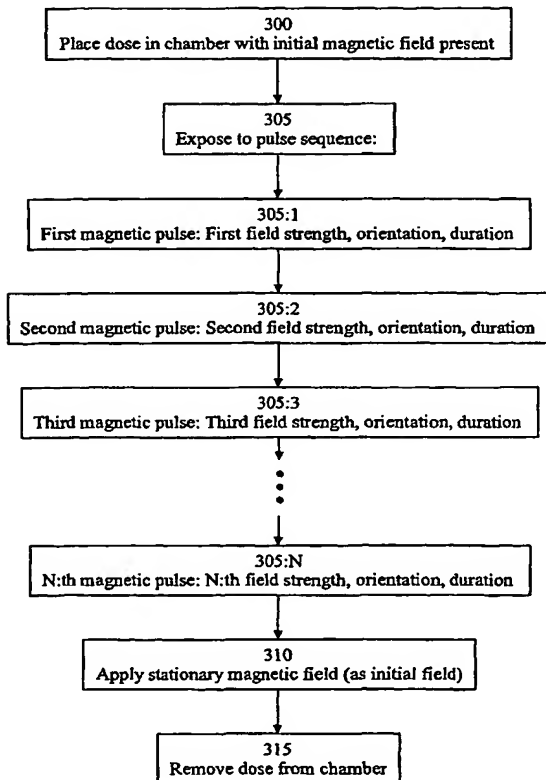 300
Place dose in chamber with initial magnetic field present
305
Expose to pulse sequence:
305:1
First magnetic pulse: First field strength, orientation, duration
305:2
Second magnetic pulse: Second field strength, orientation, duration
305:3
Third magnetic pulse: Third field strength, orientation, duration
305:N
N:th magnetic pulse: N:th field strength, orientation, duration
310
Apply stationary magnetic field (as initial field)
315
Remove dose from chamber